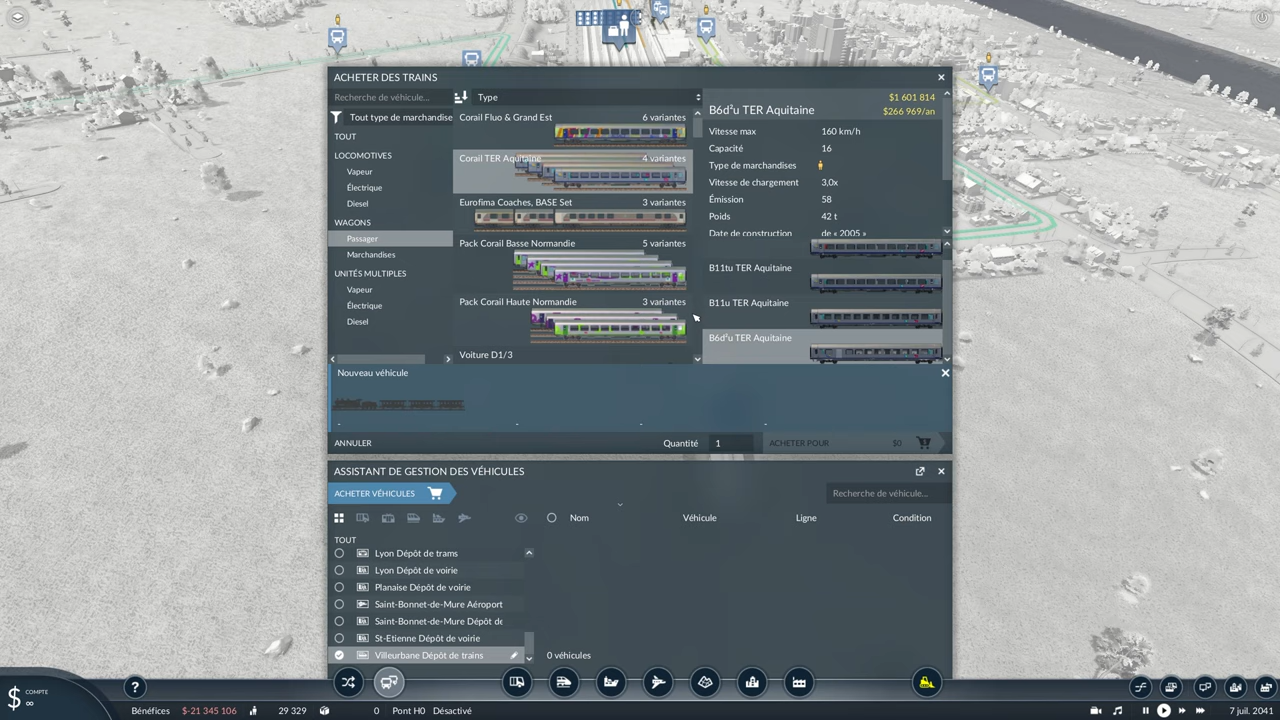 ACHETER DES TRAINS
Recherche de véhicule...
Type
Tout type de marchandise
TOUT
LOCOMOTIVES
Vapeur
Électrique
Diesel
WAGONS
Passager
Marchandises
UNITÉS MULTIPLES
Vapeur
Électrique
Diesel
Corail Fluo & Grand Est
6 variantes
Corail TER Aquitaine
4 variantes
Eurofima Coaches, BASE Set
3 variantes
Pack Corail Basse Normandie
5 variantes
Pack Corail Haute Normandie
3 variantes
Voiture D1/3
B6d²u TER Aquitaine
$1 601 814
$266 969/an
Vitesse max 160 km/h
Capacité 16
Type de marchandises
Vitesse de chargement 3,0x
Émission 58
Poids 42 t
Date de construction de « 2005 »
B11tu TER Aquitaine
B11u TER Aquitaine
B6d²u TER Aquitaine
Nouveau véhicule
- - - -
ANNULER
Quantité 1
ACHETER POUR $0
ASSISTANT DE GESTION DES VÉHICULES
ACHETER VÉHICULES
Recherche de véhicule...
Nom Véhicule Ligne Condition
TOUT
Lyon Dépôt de trams
Lyon Dépôt de voirie
Planaise Dépôt de voirie
Saint-Bonnet-de-Mure Aéroport
Saint-Bonnet-de-Mure Dépôt de
St-Etienne Dépôt de voirie
Villeurbane Dépôt de trains
0 véhicules
$ COMPTE
∞
?
Bénéfices $-21 345 106
29 329
0
Pont H0 Désactivé
7 juil. 2041